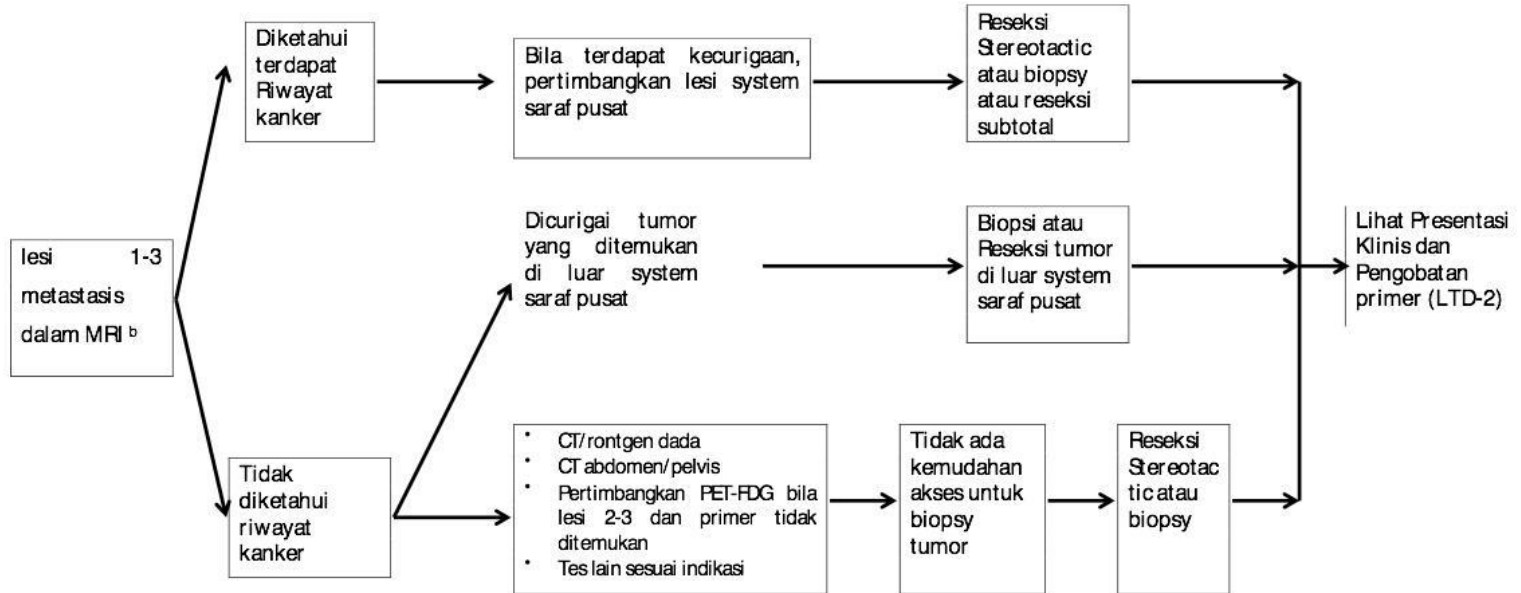 Diketahui
terdapat
Riwayat
kanker
Bila terdapat kecurigaan,
pertimbangkan lesi system
saraf pusat
Reseksi
Stereotactic
atau biopsy
atau reseksi
subtotal
lesi 1-3
metastasis
dalam MRI ᵇ
Dicurigai tumor
yang ditemukan
di luar system
saraf pusat
Biopsi atau
Reseksi tumor
di luar system
saraf pusat
Lihat Presentasi
Klinis dan
Pengobatan
primer (LTD-2)
Tidak
diketahui
riwayat
kanker
• CT/rontgen dada
• CT abdomen/pelvis
• Pertimbangkan PET-FDG bila
lesi 2-3 dan primer tidak
ditemukan
• Tes lain sesuai indikasi
Tidak ada
kemudahan
akses untuk
biopsy
tumor
Reseksi
Stereotac
tic atau
biopsy